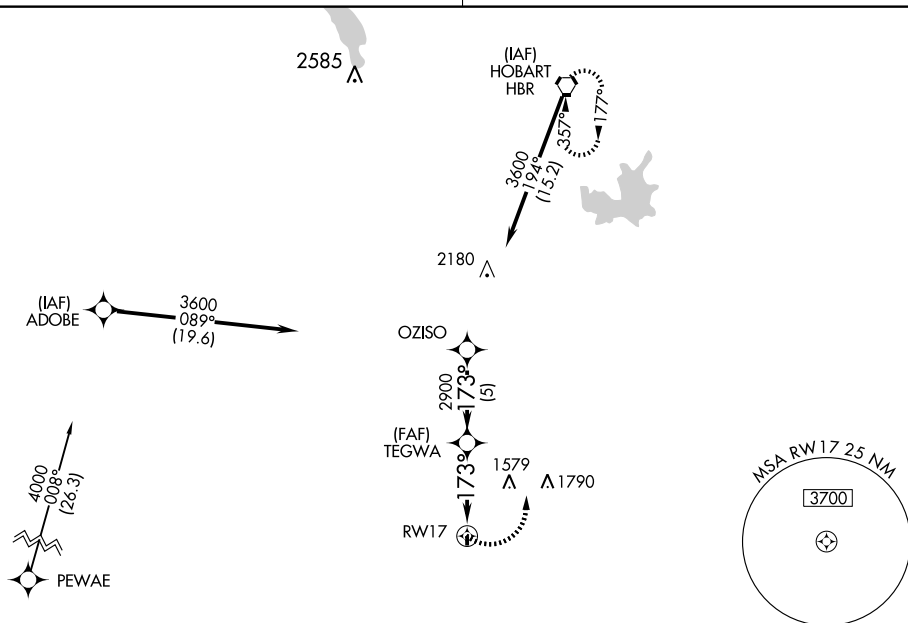 2585
(IAF)
HOBART
HBR
357°
177°
3600
194°
(15.2)
2180
(IAF)
ADOBE
3600
089°
(19.6)
OZISO
2900
173°
(5)
(FAF)
TEGWA
173°
1579
1790
RW17
4000
008°
(26.3)
PEWAE
MSA RW17 25 NM
3700